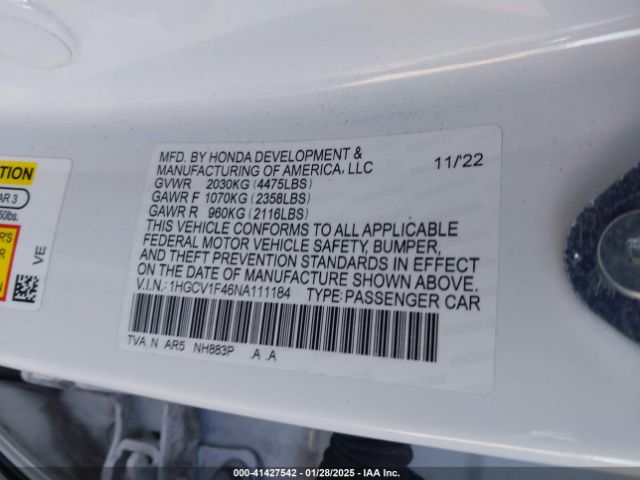 MFD. BY HONDA DEVELOPMENT &
MANUFACTURING OF AMERICA, LLC 11/'22
GVWR 2030KG (4475LBS)
GAWR F 1070KG (2358LBS)
GAWR R 960KG (2116LBS)
THIS VEHICLE CONFORMS TO ALL APPLICABLE
FEDERAL MOTOR VEHICLE SAFETY, BUMPER,
AND THEFT PREVENTION STANDARDS IN EFFECT
ON THE DATE OF MANUFACTURE SHOWN ABOVE.
V.I.N.: 1HGCV1F46NA111184 TYPE: PASSENGER CAR
TVA N AR5 NH883P .A .A
AR 3
VE
00-41427542 - 01/28/2025 - IAA Inc.